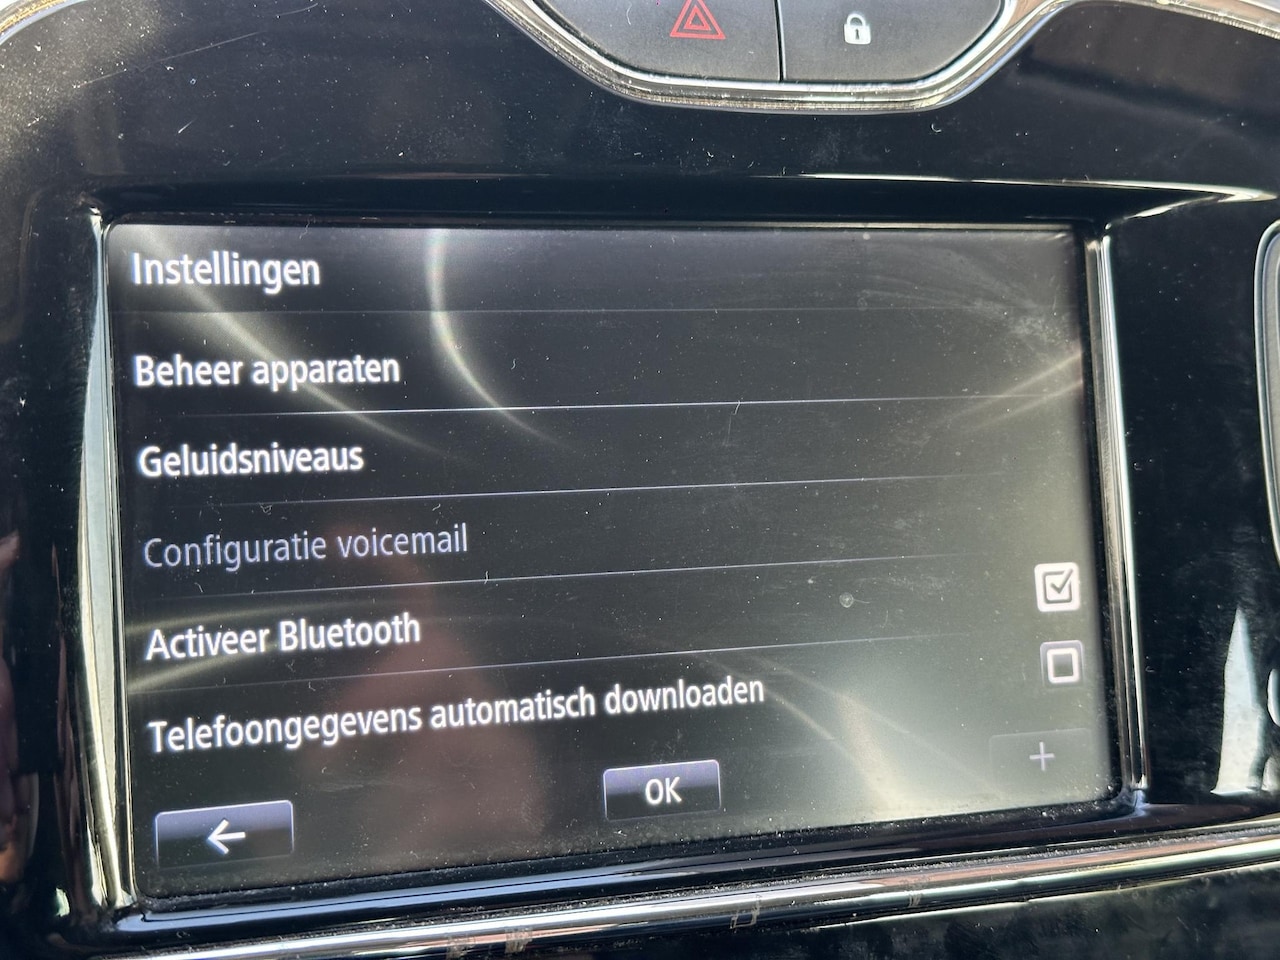 Instellingen
Beheer apparaten
Geluidsniveaus
Configuratie voicemail
Activeer Bluetooth
Telefoongegevens automatisch downloaden
OK